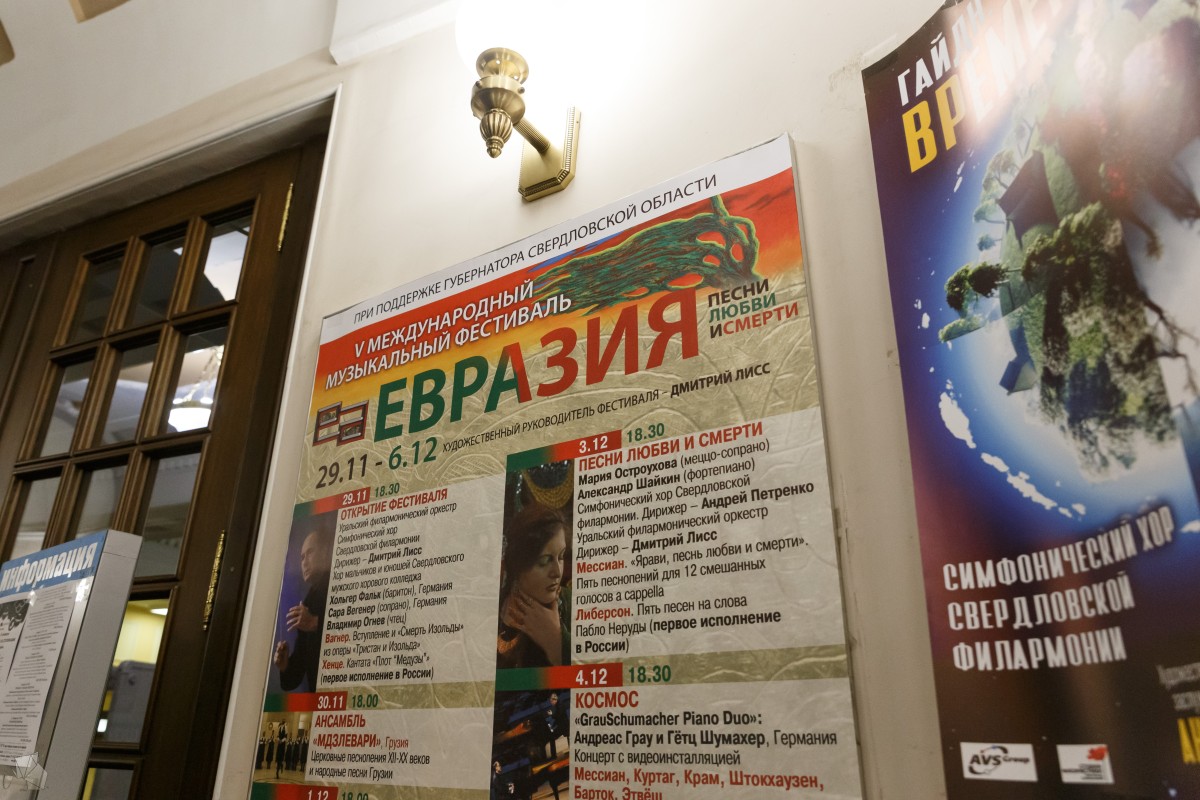 информация
ПРИ ПОДДЕРЖКЕ ГУБЕРНАТОРА СВЕРДЛОВСКОЙ ОБЛАСТИ
V МЕЖДУНАРОДНЫЙ
МУЗЫКАЛЬНЫЙ ФЕСТИВАЛЬ
ЕВРАЗИЯ
ПЕСНИ
ЛЮБВИ
ИСМЕРТИ
29.11 - 6.12
ХУДОЖЕСТВЕННЫЙ РУКОВОДИТЕЛЬ ФЕСТИВАЛЯ – ДМИТРИЙ ЛИСС
29.11 18.30
ОТКРЫТИЕ ФЕСТИВАЛЯ
Уральский филармонический оркестр
Симфонический хор
Свердловской филармонии
Дирижер – Дмитрий Лисс
Хор мальчиков и юношей Свердловского
мужского хорового колледжа
Хольгер Фальк (баритон), Германия
Сара Вегенер (сопрано), Германия
Владимир Огнев (чтец)
Вагнер. Вступление и «Смерть Изольды»
из оперы «Тристан и Изольда»
Хенце. Кантата «Плот "Медузы"»
(первое исполнение в России)
30.11 18.00
АНСАМБЛЬ
«МДЗЛЕВАРИ», Грузия
Церковные песнопения XII-XX веков
и народные песни Грузии
1.12 18.00
3.12 18.30
ПЕСНИ ЛЮБВИ И СМЕРТИ
Мария Остроухова (меццо-сопрано)
Александр Шайкин (фортепиано)
Симфонический хор Свердловской
филармонии. Дирижер – Андрей Петренко
Уральский филармонический оркестр
Дирижер – Дмитрий Лисс
Мессиан. «Ярави, песнь любви и смерти».
Пять песнопений для 12 смешанных
голосов a cappella
Либерсон. Пять песен на слова
Пабло Неруды (первое исполнение
в России)
4.12 18.30
КОСМОС
«GrauSchumacher Piano Duo»:
Андреас Грау и Гётц Шумахер, Германия
Концерт с видеоинсталляцией
Мессиан, Куртаг, Крам, Штокхаузен,
Барток, Этвёш
СИМФОНИЧЕСКИЙ ХОР
СВЕРДЛОВСКОЙ
ФИЛАРМОНИИ
AVS Group